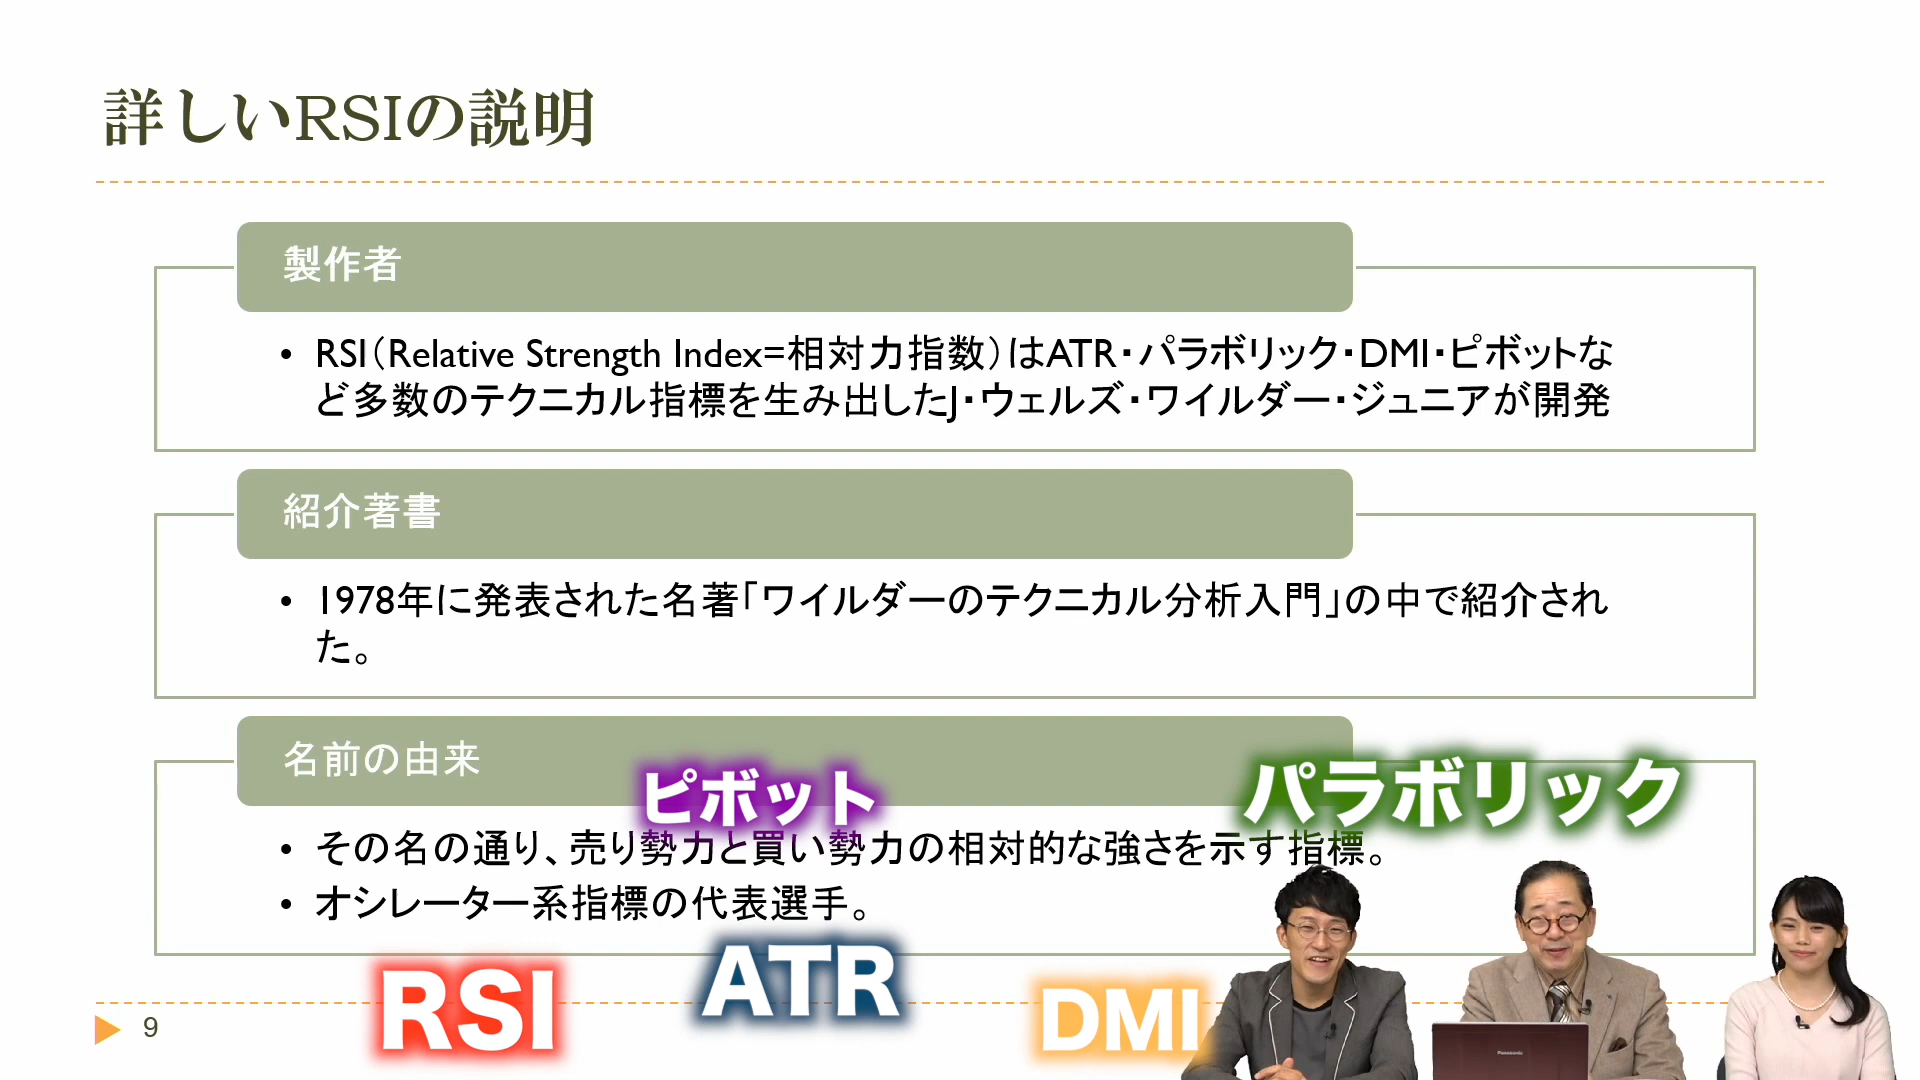 詳しいRSIの説明
製作者
• RSI（Relative Strength Index=相対力指数）はATR・パラボリック・DMI・ピボットな
ど多数のテクニカル指標を生み出したJ・ウェルズ・ワイルダー・ジュニアが開発
紹介著書
• 1978年に発表された名著「ワイルダーのテクニカル分析入門」の中で紹介され
た。
名前の由来
ピボット
パラボリック
• その名の通り、売り勢力と買い勢力の相対的な強さを示す指標。
• オシレーター系指標の代表選手。
RSI
ATR
DMI
9
Panasonic